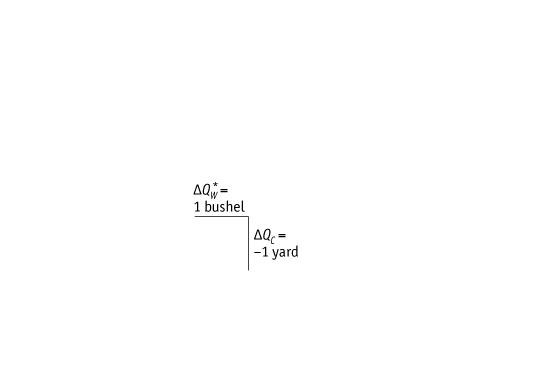 ΔQ*W =
1 bushel
ΔQC =
–1 yard